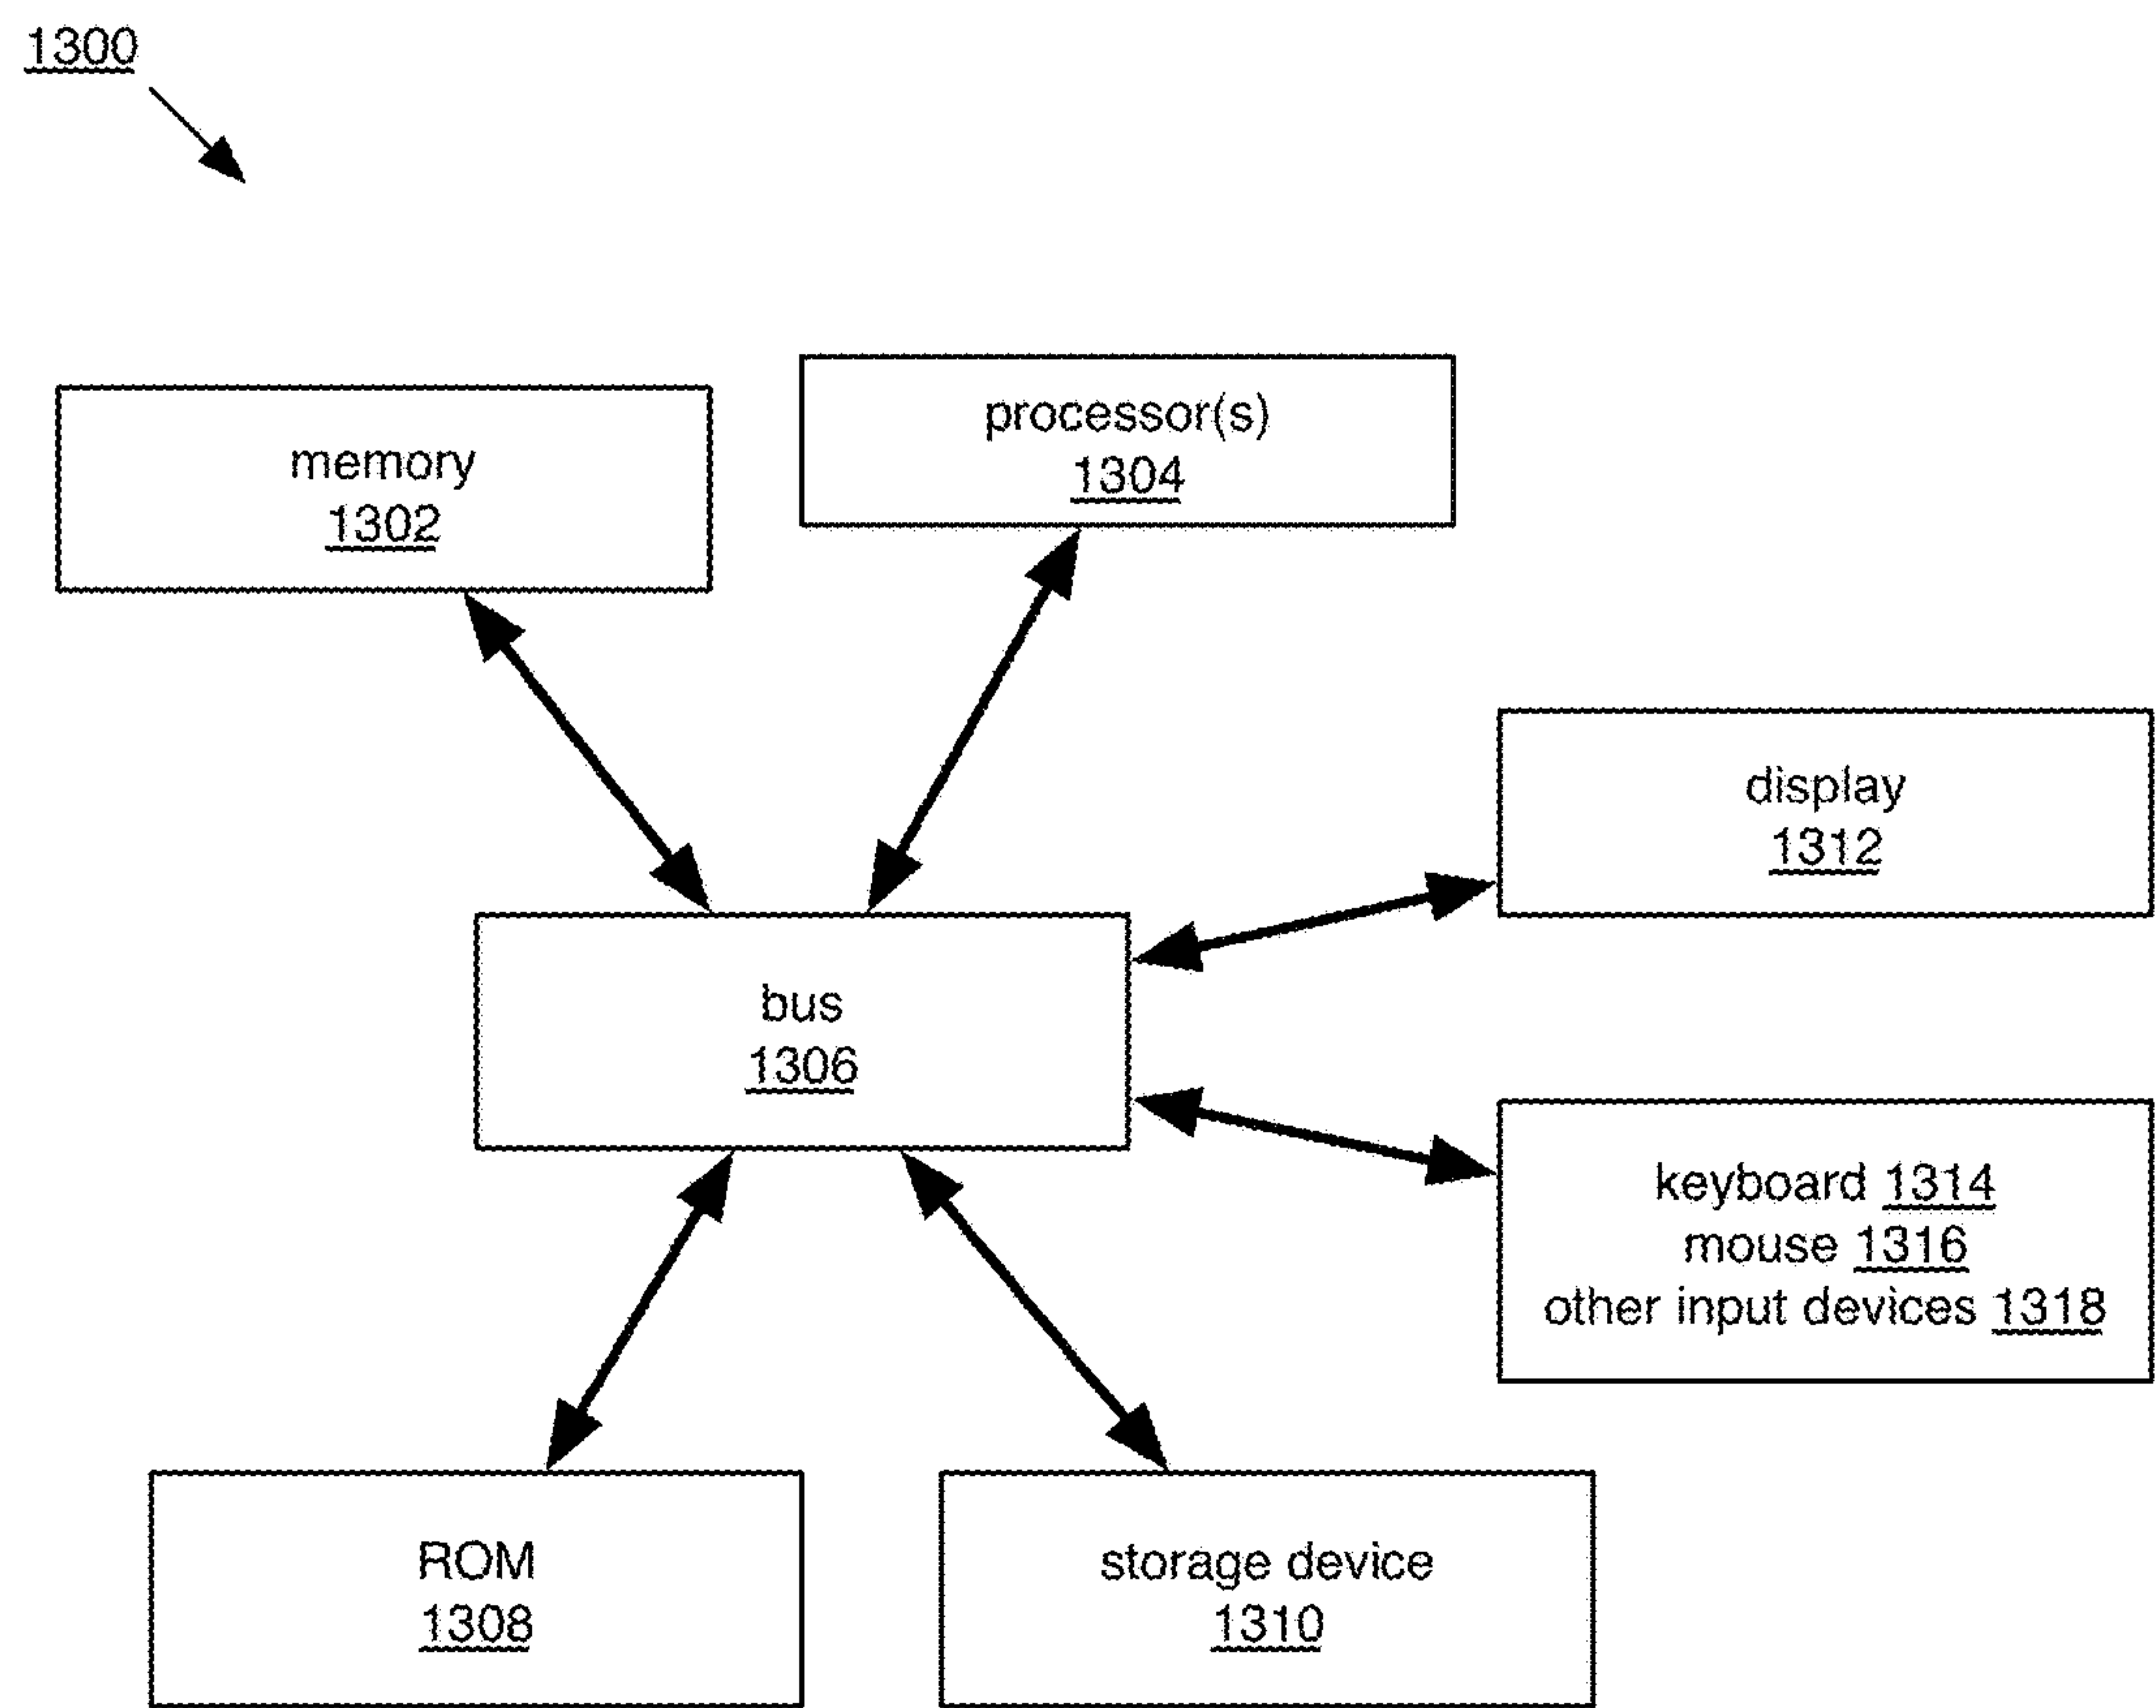 1300
memory
1302
processor(s)
1304
display
1312
bus
1306
keyboard 1314
mouse 1316
other input devices 1318
ROM
1308
storage device
1310